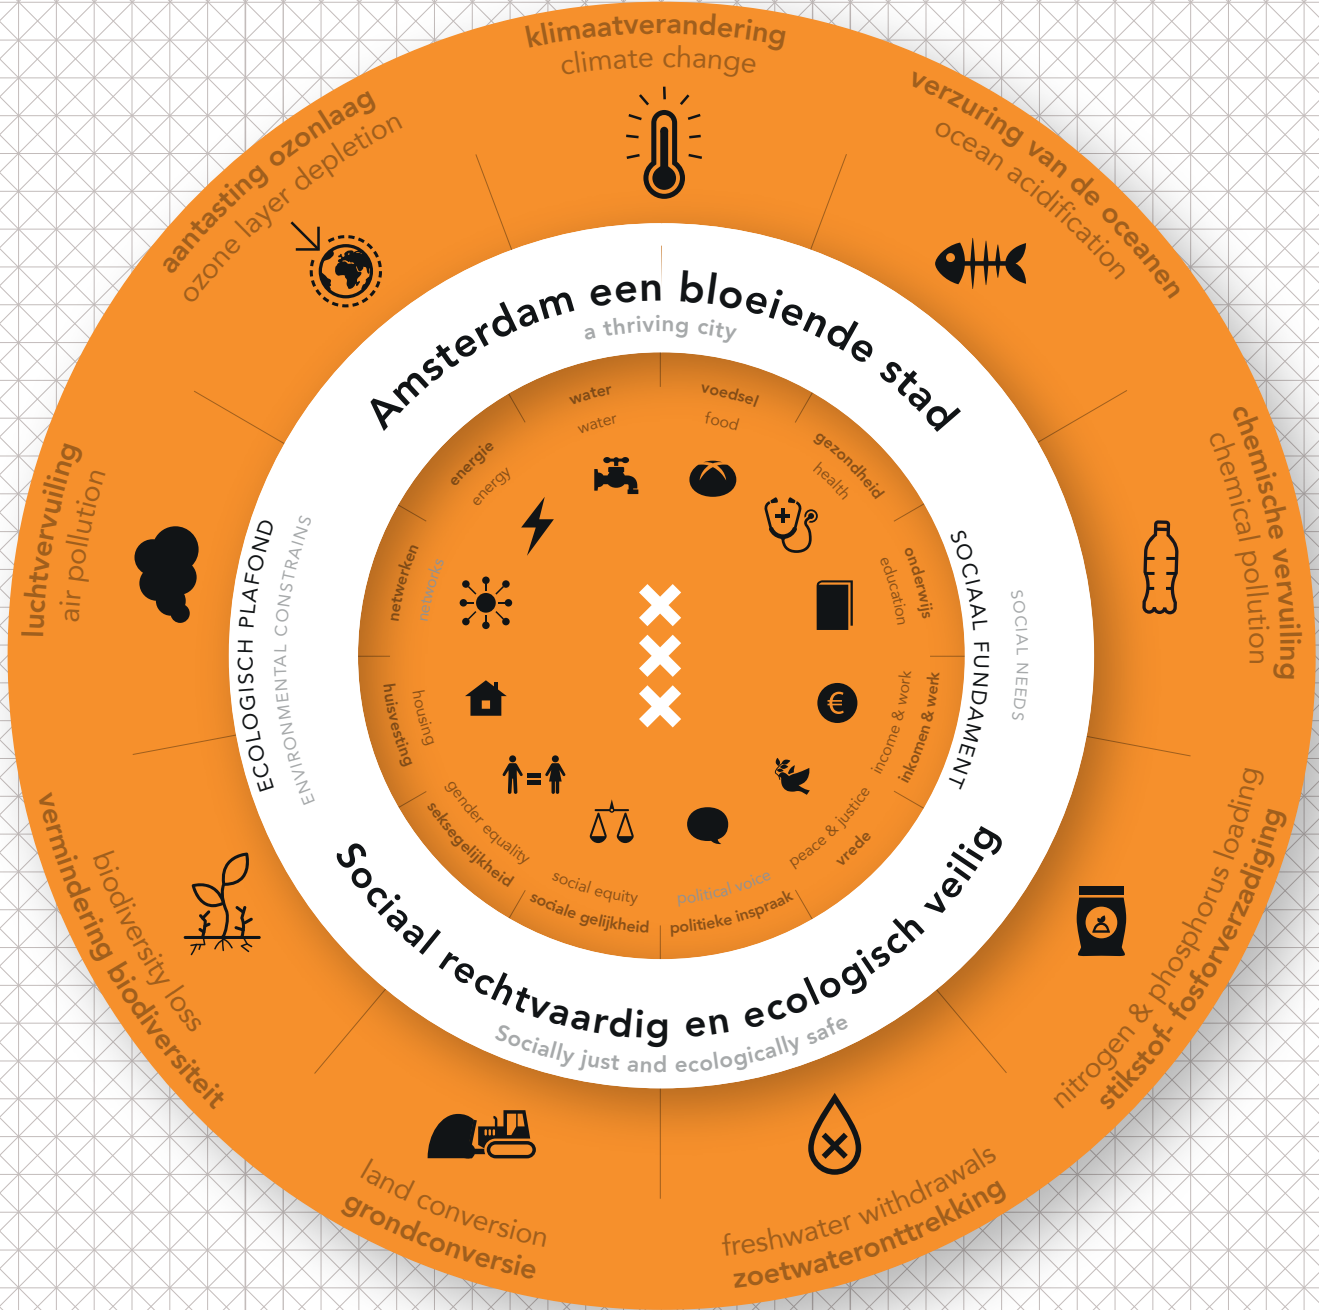 klimaatverandering
climate change
verzuring van de oceanen
ocean acidification
chemische vervuiling
chemical pollution
nitrogen & phosphorus loading
stikstof- fosforverzadiging
freshwater withdrawals
zoetwateronttrekking
land conversion
grondconversie
biodiversity loss
vermindering biodiversiteit
luchtvervuiling
air pollution
aantasting ozonlaag
ozone layer depletion
Amsterdam een bloeiende stad
a thriving city
ECOLOGISCH PLAFOND
ENVIRONMENTAL CONSTRAINS
SOCIAAL FUNDAMENT
SOCIAL NEEDS
Sociaal rechtvaardig en ecologisch veilig
Socially just and ecologically safe
water
water
voedsel
food
gezondheid
health
onderwijs
education
income & work
inkomen & werk
peace & justice
vrede
political voice
politieke inspraak
social equity
sociale gelijkheid
gender equality
seksegelijkheid
housing
huisvesting
netwerken
networks
energie
energy
€